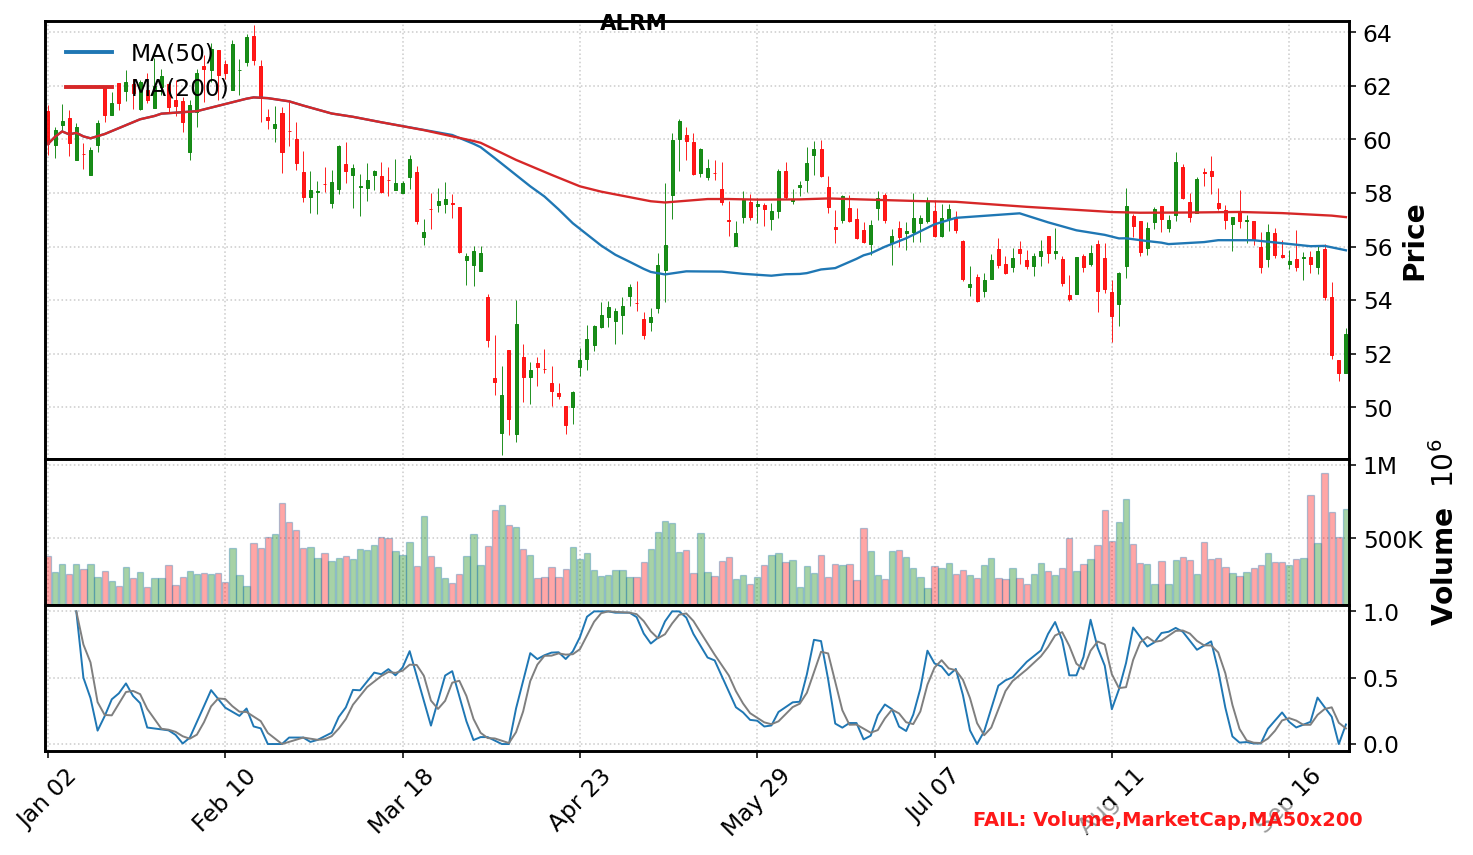 ALRM
MA(50)
MA(200)
64
62
60
58
56
54
52
50
Price
1M
500K
Volume 10⁶
1.0
0.5
0.0
Jan 02
Feb 10
Mar 18
Apr 23
May 29
Jul 07
Aug 11
Sep 16
FAIL: Volume,MarketCap,MA50x200